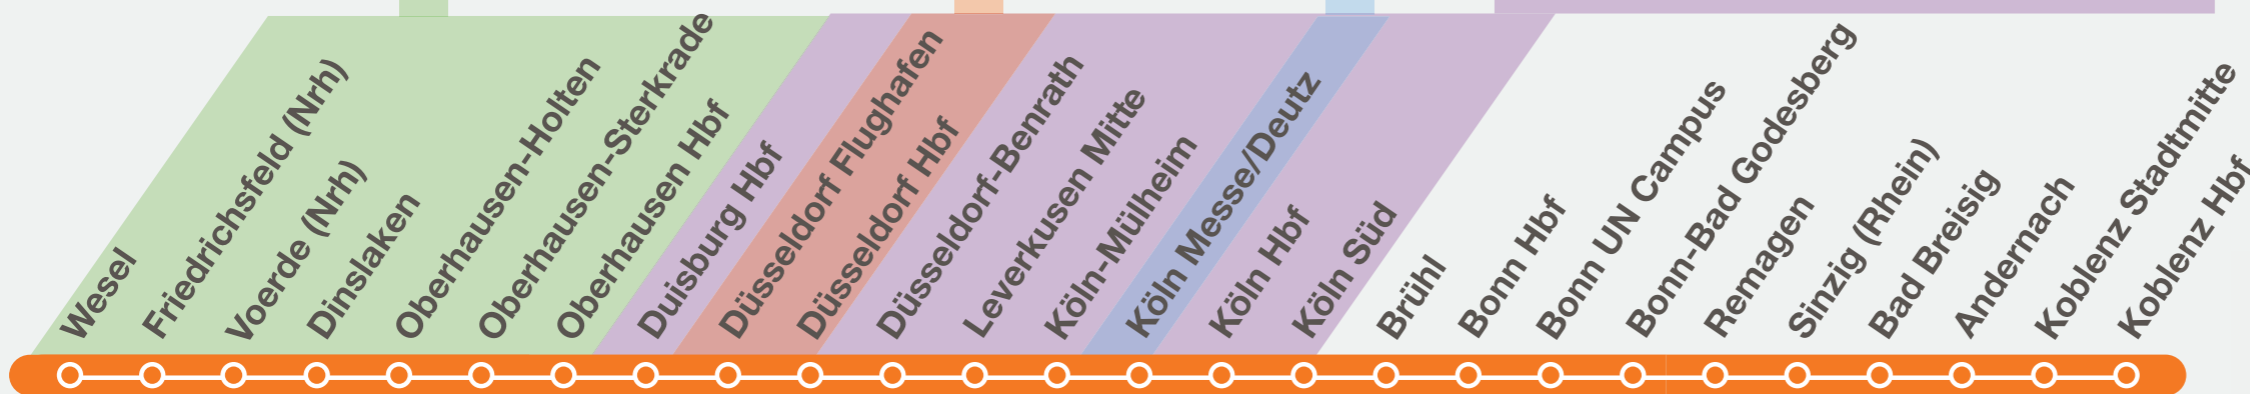 Wesel
Friedrichsfeld (Nrh)
Voerde (Nrh)
Dinslaken
Oberhausen-Holten
Oberhausen-Sterkrade
Oberhausen Hbf
Duisburg Hbf
Düsseldorf Flughafen
Düsseldorf Hbf
Düsseldorf-Benrath
Leverkusen Mitte
Köln-Mülheim
Köln Messe/Deutz
Köln Hbf
Köln Süd
Brühl
Bonn Hbf
Bonn UN Campus
Bonn-Bad Godesberg
Remagen
Sinzig (Rhein)
Bad Breisig
Andernach
Koblenz Stadtmitte
Koblenz Hbf